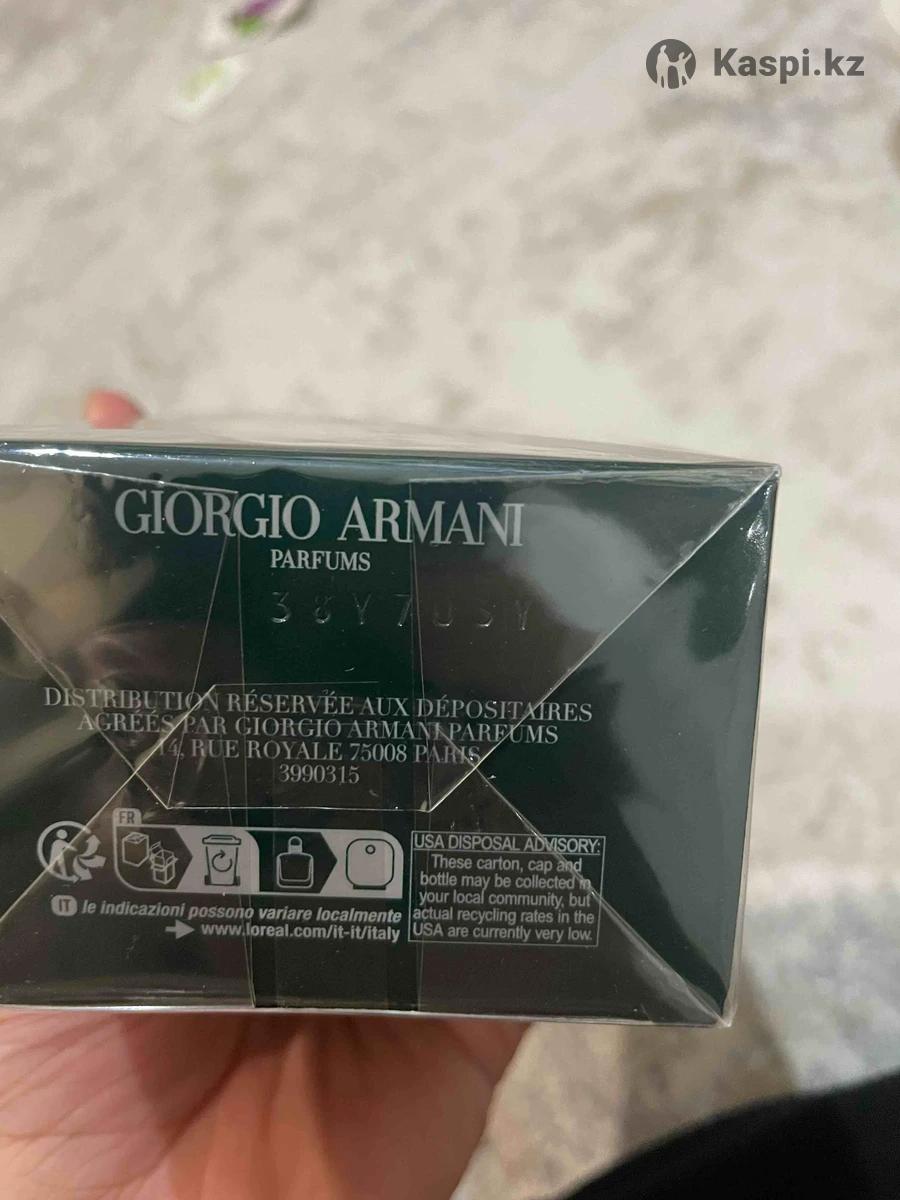 Kaspi.kz
GIORGIO ARMANI
PARFUMS
38Y7USY
DISTRIBUTION RÉSERVÉE AUX DÉPOSITAIRES
AGRÉÉS PAR GIORGIO ARMANI PARFUMS
14, RUE ROYALE 75008 PARIS
3990315
FR
IT le indicazioni possono variare localmente
www.loreal.com/it-it/italy
USA DISPOSAL ADVISORY:
These carton, cap and
bottle may be collected in
your local community, but
actual recycling rates in the
USA are currently very low.